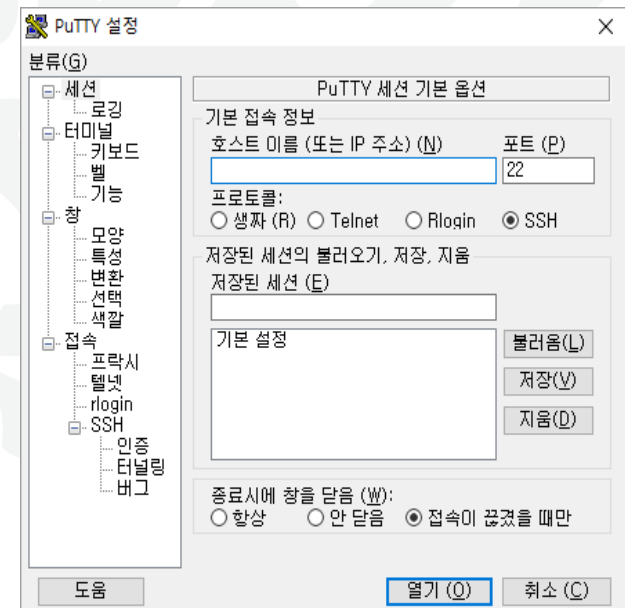 PuTTY 설정
분류(G)
세션
로깅
터미널
키보드
벨
기능
창
모양
특성
변환
선택
색깔
접속
프락시
텔넷
rlogin
SSH
인증
터널링
버그
PuTTY 세션 기본 옵션
기본 접속 정보
호스트 이름 (또는 IP 주소) (N) 포트 (P)
22
프로토콜:
생짜 (R) Telnet Rlogin SSH
저장된 세션의 불러오기, 저장, 지움
저장된 세션 (E)
기본 설정
불러옴(L)
저장(V)
지움(D)
종료시에 창을 닫음 (W):
항상 안 닫음 접속이 끊겼을 때만
도움 열기 (O) 취소 (C)